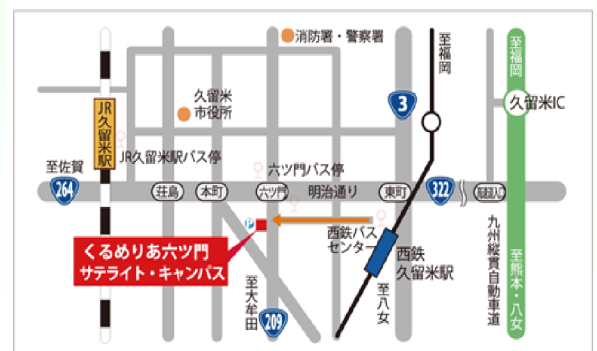 消防署・警察署
至福岡
至福岡
3
久留米IC
久留米
市役所
JR久留米駅
JR久留米駅バス停
六ツ門バス停
至佐賀
264
荘島
本町
六ツ門
明治通り
東町
322
P
西鉄バス
センター
西鉄
久留米駅
くるめりあ六ツ門
サテライト・キャンパス
至大牟田
209
至八女
九州縦貫自動車道
至熊本・八女